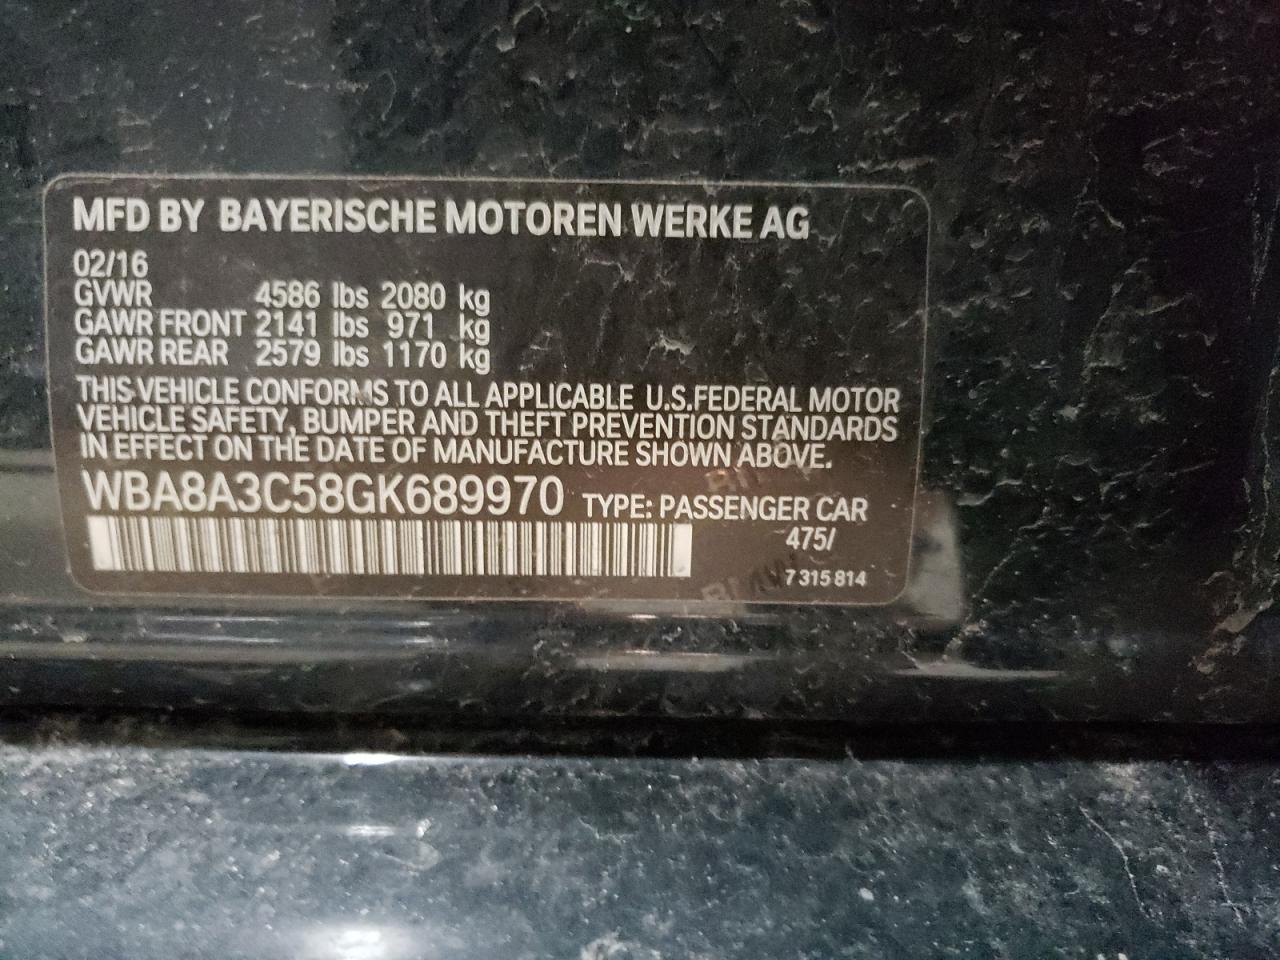 MFD BY BAYERISCHE MOTOREN WERKE AG
02/16
GVWR 4586 lbs 2080 kg
GAWR FRONT 2141 lbs 971 kg
GAWR REAR 2579 lbs 1170 kg
THIS VEHICLE CONFORMS TO ALL APPLICABLE U.S.FEDERAL MOTOR
VEHICLE SAFETY, BUMPER AND THEFT PREVENTION STANDARDS
IN EFFECT ON THE DATE OF MANUFACTURE SHOWN ABOVE.
WBA8A3C58GK689970 TYPE: PASSENGER CAR
475/
7 315 814